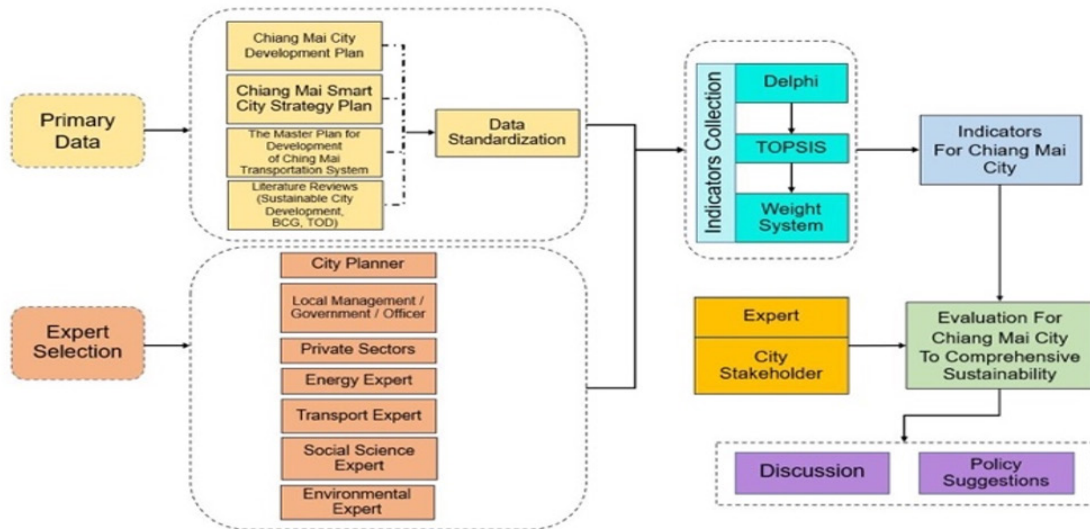 Primary
Data
Chiang Mai City
Development Plan
Chiang Mai Smart
City Strategy Plan
The Master Plan for
Development
of Ching Mai
Transportation System
Literature Reviews
(Sustainable City
Development,
BCG, TOD)
Data
Standardization
Expert
Selection
City Planner
Local Management /
Government / Officer
Private Sectors
Energy Expert
Transport Expert
Social Science
Expert
Environmental
Expert
Indicators Collection
Delphi
TOPSIS
Weight
System
Indicators
For Chiang Mai
City
Expert
City
Stakeholder
Evaluation For
Chiang Mai City
To Comprehensive
Sustainability
Discussion
Policy
Suggestions